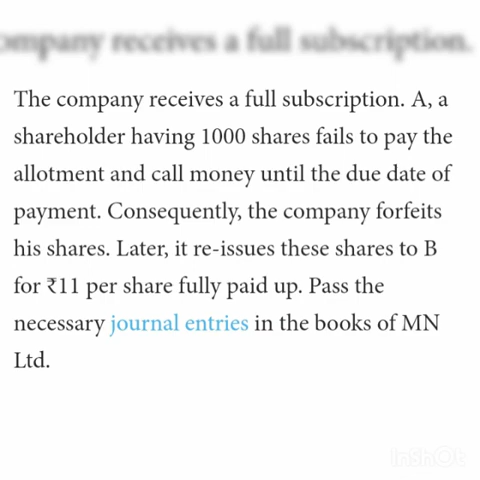 ompany receives a full subscription.
The company receives a full subscription. A, a
shareholder having 1000 shares fails to pay the
allotment and call money until the due date of
payment. Consequently, the company forfeits
his shares. Later, it re-issues these shares to B
for ₹11 per share fully paid up. Pass the
necessary journal entries in the books of MN
Ltd.
InShOt